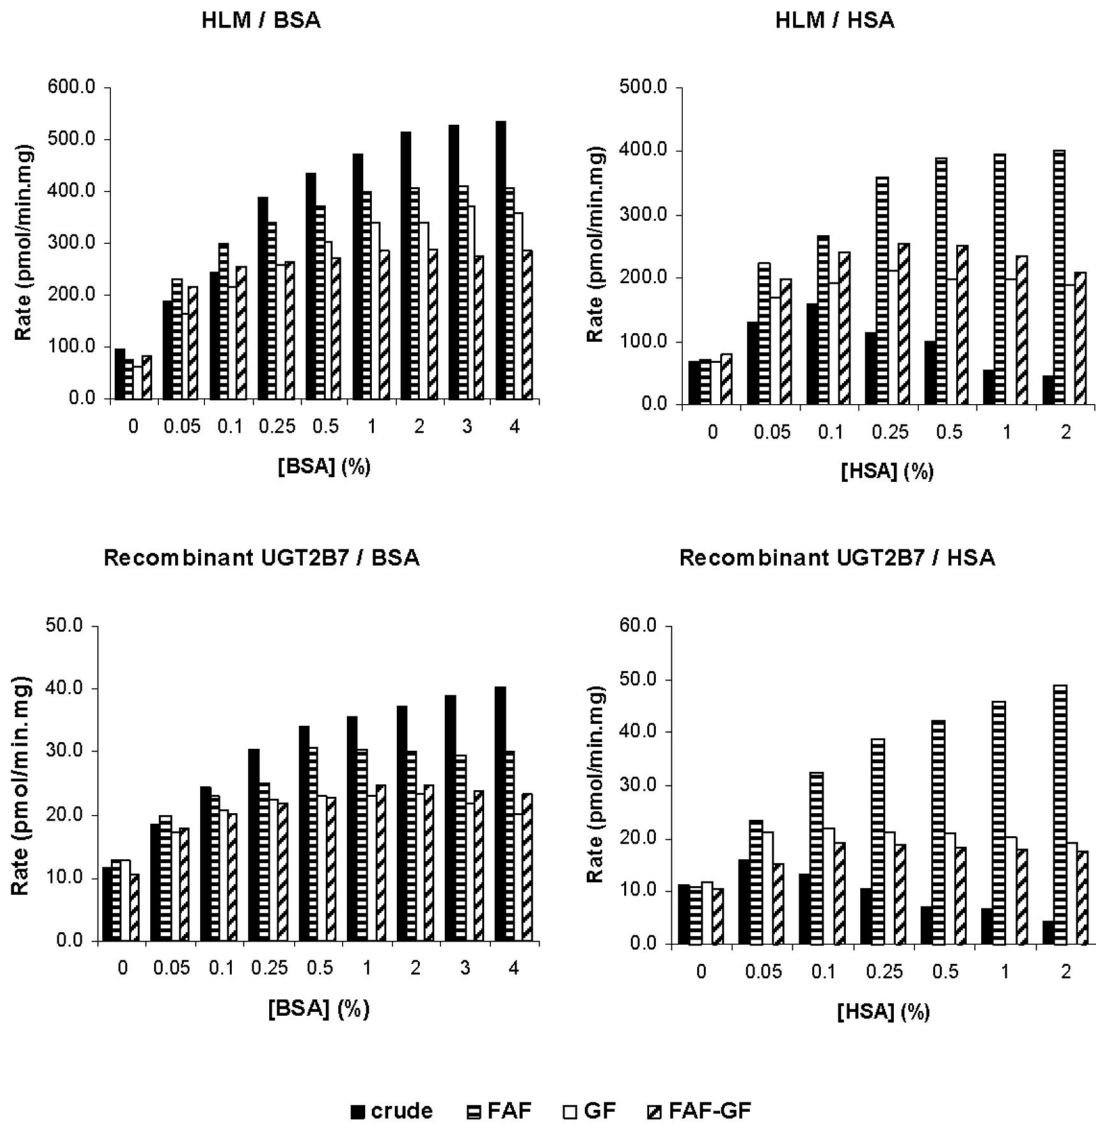 HLM / BSA
600.0
500.0
400.0
300.0
200.0
100.0
0.0
Rate (pmol/min.mg)
0 0.05 0.1 0.25 0.5 1 2 3 4
[BSA] (%)
HLM / HSA
500.0
400.0
300.0
200.0
100.0
0.0
Rate (pmol/min.mg)
0 0.05 0.1 0.25 0.5 1 2
[HSA] (%)
Recombinant UGT2B7 / BSA
50.0
40.0
30.0
20.0
10.0
0.0
Rate (pmol/min.mg)
0 0.05 0.1 0.25 0.5 1 2 3 4
[BSA] (%)
Recombinant UGT2B7 / HSA
60.0
50.0
40.0
30.0
20.0
10.0
0.0
Rate (pmol/min.mg)
0 0.05 0.1 0.25 0.5 1 2
[HSA] (%)
crude FAF GF FAF-GF